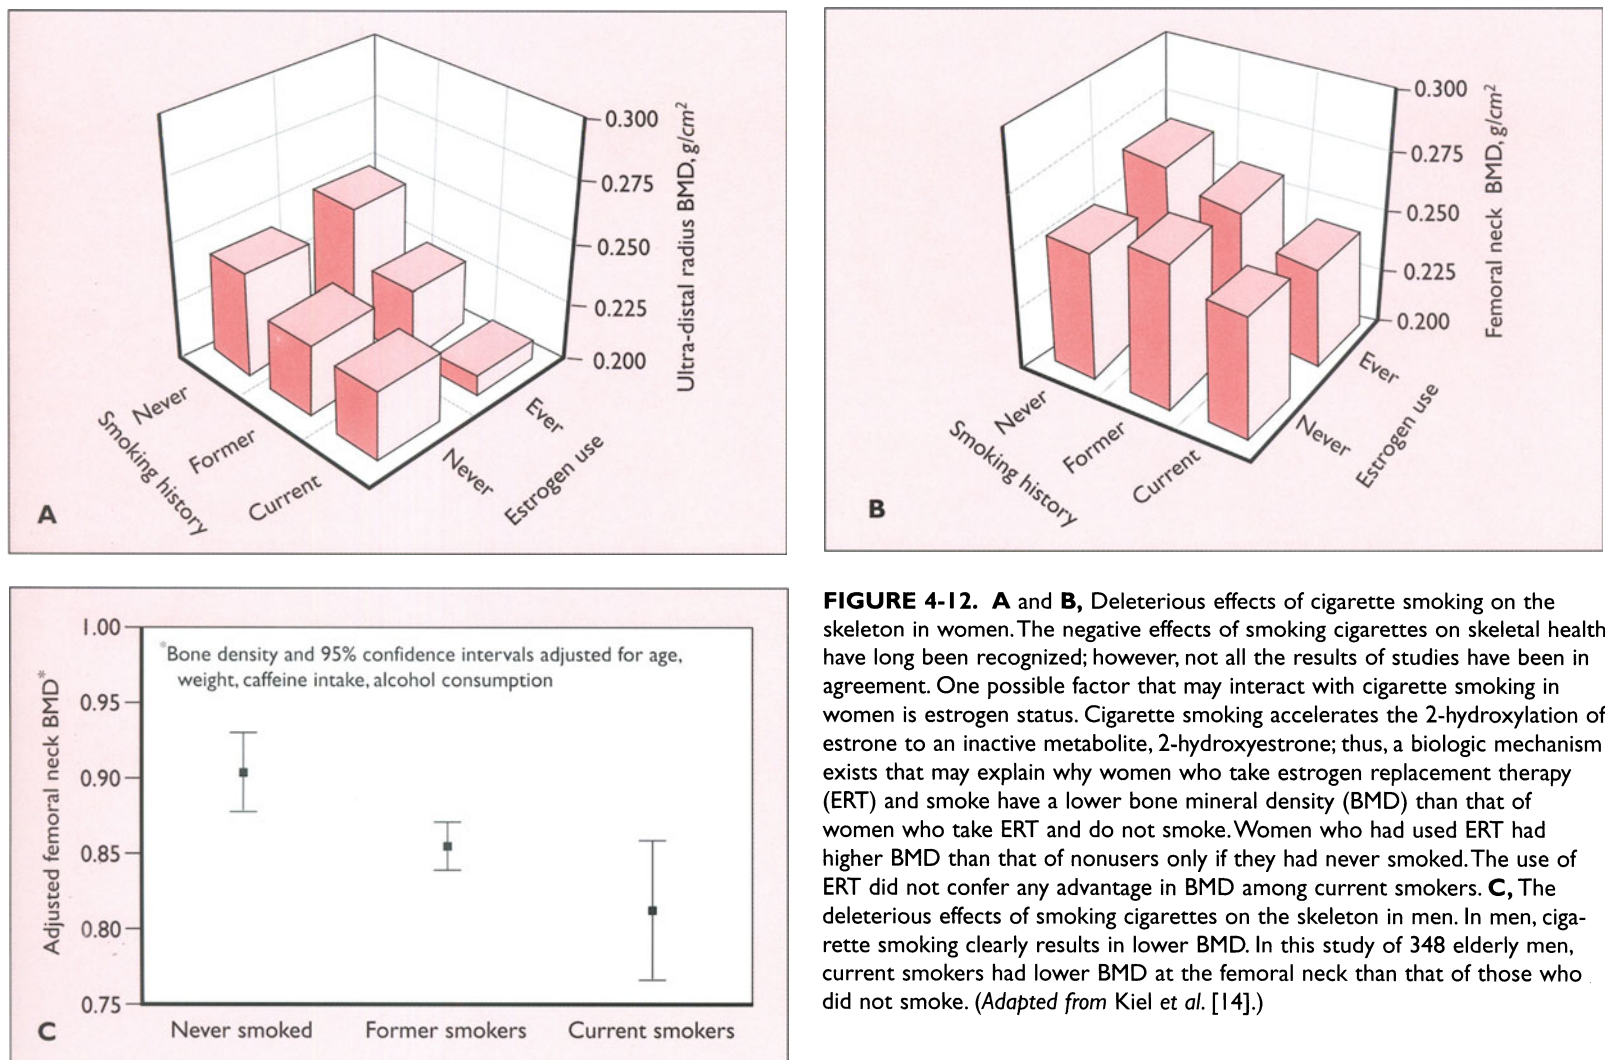 0.300
0.275
0.250
0.225
0.200
Ultra-distal radius BMD, g/cm²
Never
Former
Current
Smoking history
Ever
Never
Estrogen use
A
0.300
0.275
0.250
0.225
0.200
Femoral neck BMD, g/cm²
Never
Former
Current
Smoking history
Ever
Never
Estrogen use
B
1.00
0.95
0.90
0.85
0.80
0.75
Adjusted femoral neck BMD*
*Bone density and 95% confidence intervals adjusted for age,
weight, caffeine intake, alcohol consumption
Never smoked
Former smokers
Current smokers
C
FIGURE 4-12. A and B, Deleterious effects of cigarette smoking on the
skeleton in women. The negative effects of smoking cigarettes on skeletal health
have long been recognized; however, not all the results of studies have been in
agreement. One possible factor that may interact with cigarette smoking in
women is estrogen status. Cigarette smoking accelerates the 2-hydroxylation of
estrone to an inactive metabolite, 2-hydroxyestrone; thus, a biologic mechanism
exists that may explain why women who take estrogen replacement therapy
(ERT) and smoke have a lower bone mineral density (BMD) than that of
women who take ERT and do not smoke. Women who had used ERT had
higher BMD than that of nonusers only if they had never smoked. The use of
ERT did not confer any advantage in BMD among current smokers. C, The
deleterious effects of smoking cigarettes on the skeleton in men. In men, ciga-
rette smoking clearly results in lower BMD. In this study of 348 elderly men,
current smokers had lower BMD at the femoral neck than that of those who
did not smoke. (Adapted from Kiel et al. [14].)